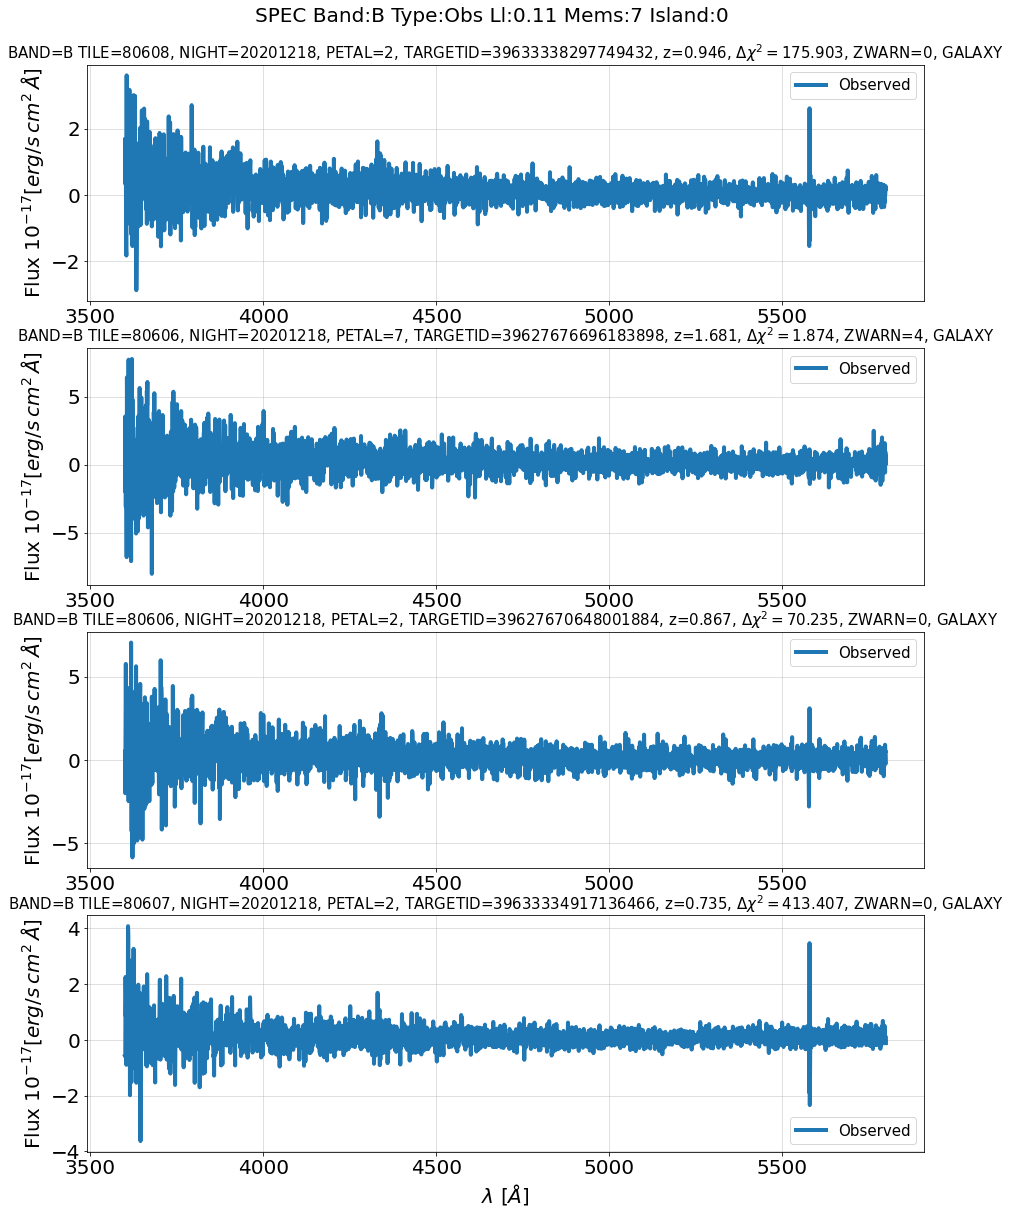 SPEC Band:B Type:Obs Ll:0.11 Mems:7 Island:0
BAND=B TILE=80608, NIGHT=20201218, PETAL=2, TARGETID=39633338297749432, z=0.946, Δχ² = 175.903, ZWARN=0, GALAXY
Flux 10⁻¹⁷[erg/s cm² Å]
2
0
−2
Observed
3500 4000 4500 5000 5500
BAND=B TILE=80606, NIGHT=20201218, PETAL=7, TARGETID=39627676696183898, z=1.681, Δχ² = 1.874, ZWARN=4, GALAXY
Flux 10⁻¹⁷[erg/s cm² Å]
5
0
−5
Observed
3500 4000 4500 5000 5500
BAND=B TILE=80606, NIGHT=20201218, PETAL=2, TARGETID=39627670648001884, z=0.867, Δχ² = 70.235, ZWARN=0, GALAXY
Flux 10⁻¹⁷[erg/s cm² Å]
5
0
−5
Observed
3500 4000 4500 5000 5500
BAND=B TILE=80607, NIGHT=20201218, PETAL=2, TARGETID=39633334917136466, z=0.735, Δχ² = 413.407, ZWARN=0, GALAXY
Flux 10⁻¹⁷[erg/s cm² Å]
4
2
0
−2
−4
Observed
3500 4000 4500 5000 5500
λ [Å]